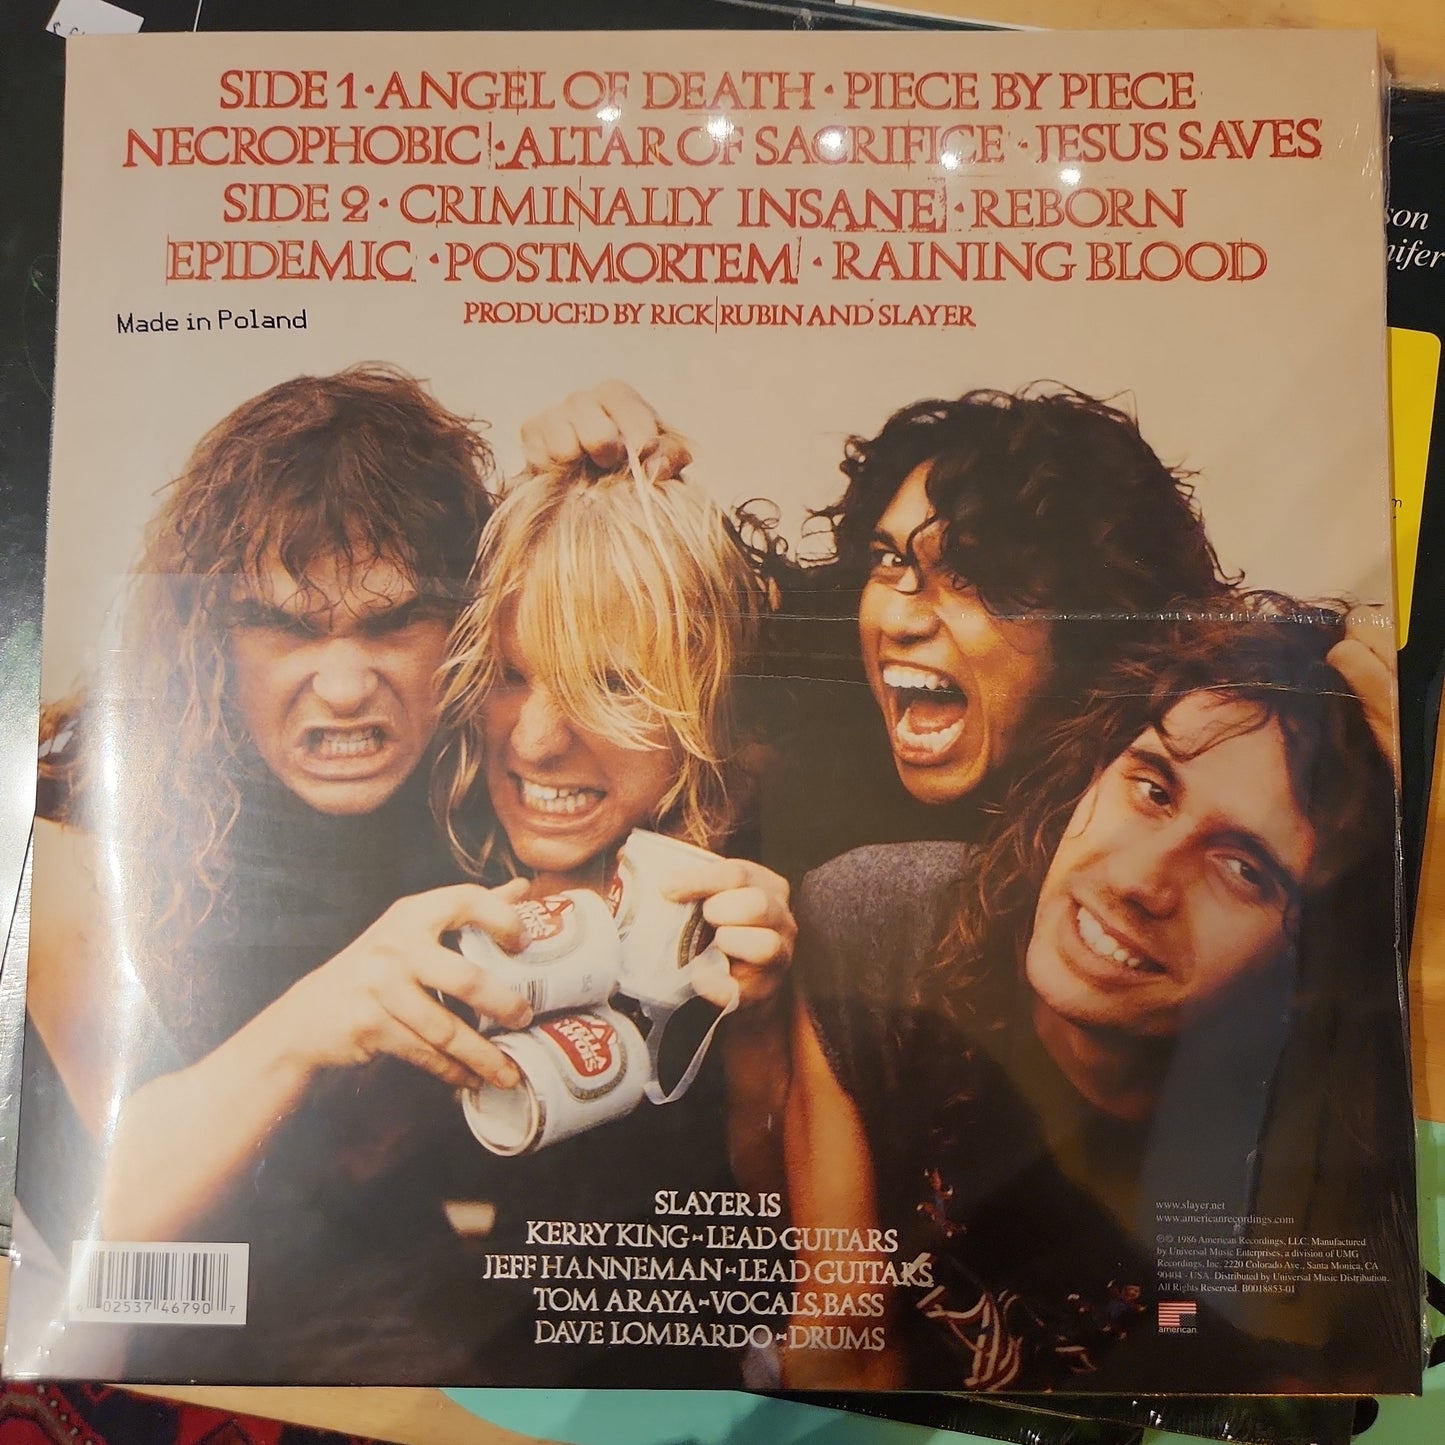 SIDE 1 · ANGEL OF DEATH · PIECE BY PIECE
NECROPHOBIC · ALTAR OF SACRIFICE · JESUS SAVES
SIDE 2 · CRIMINALLY INSANE · REBORN
EPIDEMIC · POSTMORTEM · RAINING BLOOD
PRODUCED BY RICK RUBIN AND SLAYER
Made in Poland
son
nifer
STELLA
ARTOIS
SLAYER IS
KERRY KING - LEAD GUITARS
JEFF HANNEMAN - LEAD GUITARS
TOM ARAYA - VOCALS, BASS
DAVE LOMBARDO - DRUMS
www.slayer.net
www.americanrecordings.com
℗© 1986 American Recordings, LLC. Manufactured
by Universal Music Enterprises, a division of UMG
Recordings, Inc. 2220 Colorado Ave., Santa Monica, CA
90404 - USA. Distributed by Universal Music Distribution.
All Rights Reserved. B0018853-01
american
6 02537 46790 7